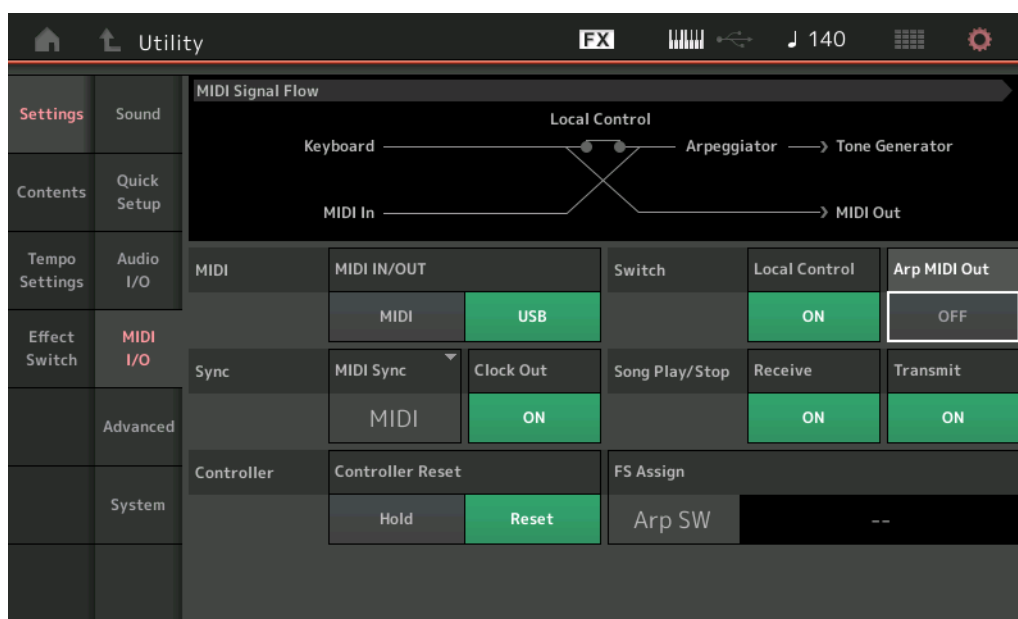 Utility
FX
♩ 140
Settings
Contents
Tempo
Settings
Effect
Switch
Sound
Quick
Setup
Audio
I/O
MIDI
I/O
Advanced
System
MIDI Signal Flow
Local Control
Keyboard
Arpeggiator
Tone Generator
MIDI In
MIDI Out
MIDI
MIDI IN/OUT
MIDI
USB
Switch
Local Control
ON
Arp MIDI Out
OFF
Sync
MIDI Sync
MIDI
Clock Out
ON
Song Play/Stop
Receive
ON
Transmit
ON
Controller
Controller Reset
Hold
Reset
FS Assign
Arp SW
--